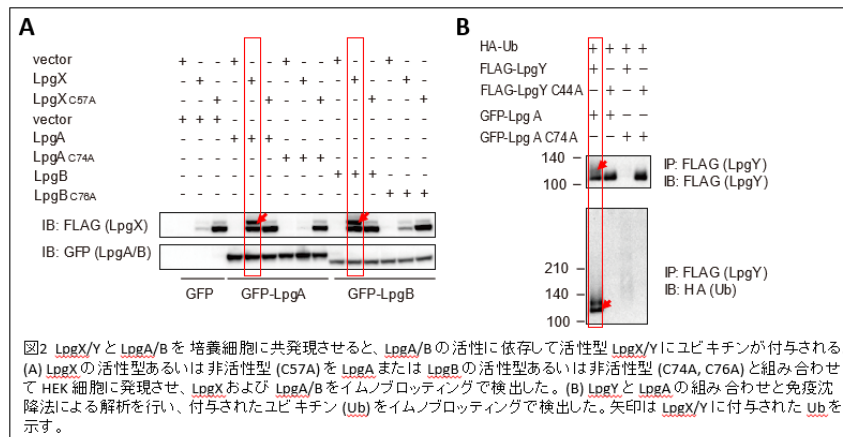 A
vector + - - + - - + - - + - - + - -
LpgX - + - - + - - + - - + - - + -
LpgX C57A - - + - - + - - + - - + - - +
vector + + + - - - - - - - - - - - -
LpgA - - - + + + - - - - - - - - -
LpgA C74A - - - - - - + + + - - - - - -
LpgB - - - - - - - - - + + + - - -
LpgB C76A - - - - - - - - - - - - + + +
IB: FLAG (LpgX)
IB: GFP (LpgA/B)
GFP GFP-LpgA GFP-LpgB
B
HA-Ub + + + +
FLAG-LpgY + − + −
FLAG-LpgY C44A − + − +
GFP-Lpg A + + − −
GFP-Lpg A C74A − − + +
140
100
IP: FLAG (LpgY)
IB: FLAG (LpgY)
210
140
100
IP: FLAG (LpgY)
IB: HA (Ub)
図2 LpgX/Y と LpgA/B を 培養細胞に共発現させると、LpgA/B の活性に依存して活性型 LpgX/Y にユビキチンが付与される
(A) LpgX の活性型あるいは非活性型 (C57A) を LpgA または LpgB の活性型あるいは非活性型 (C74A, C76A) と組み合わせ
て HEK 細胞に発現させ、LpgX および LpgA/B をイムノブロッティングで検出した。(B) LpgY と LpgA の組み合わせと免疫沈
降法による解析を行い、付与されたユビキチン (Ub) をイムノブロッティングで検出した。矢印は LpgX/Y に付与された Ub を
示す。